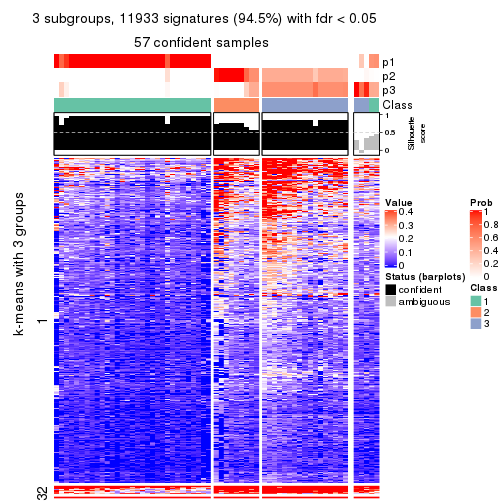 3 subgroups, 11933 signatures (94.5%) with fdr < 0.05
57 confident samples
p1
p2
p3
Class
1
0.5
0
Silhouette
score
k-means with 3 groups
1
32
Value
0.4
0.3
0.2
0.1
0
Status (barplots)
confident
ambiguous
Prob
1
0.8
0.6
0.4
0.2
0
Class
1
2
3